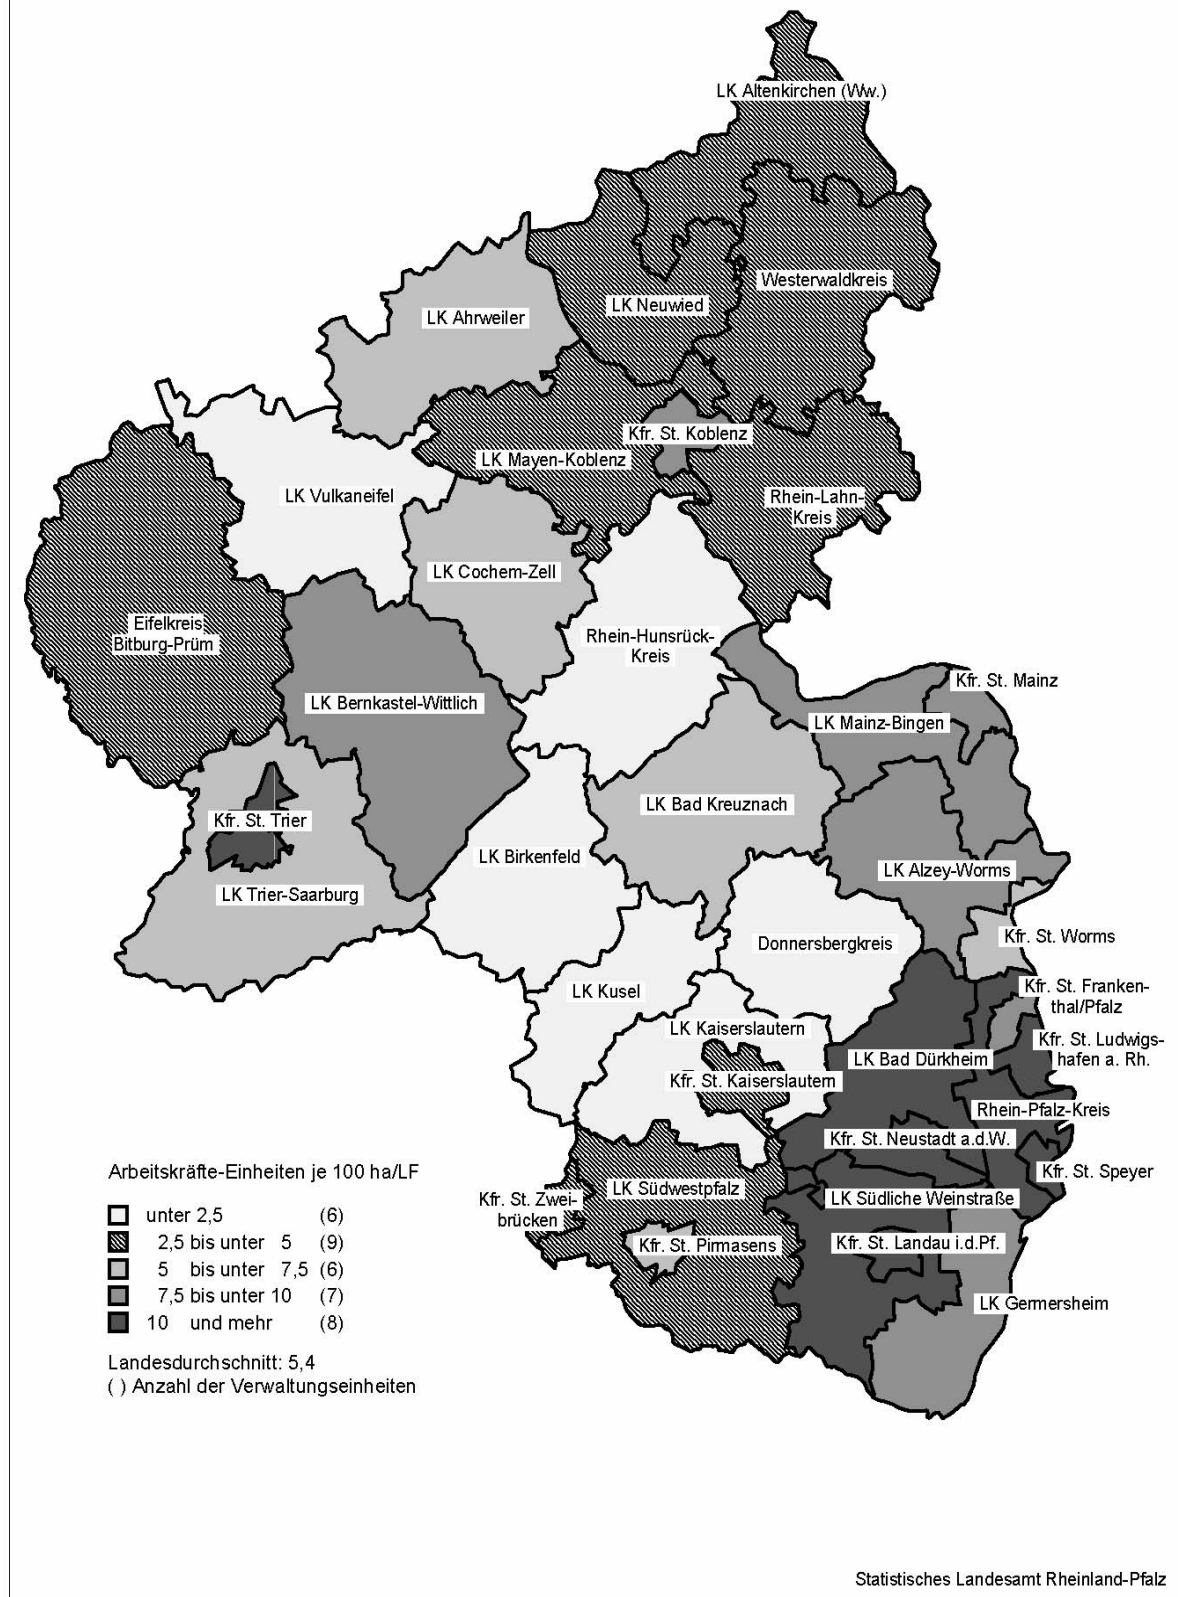 LK Altenkirchen (Ww.)
Westerwaldkreis
LK Neuwied
LK Ahrweiler
Kfr. St. Koblenz
LK Mayen-Koblenz
LK Vulkaneifel
Rhein-Lahn-
Kreis
LK Cochem-Zell
Eifelkreis
Bitburg-Prüm
Rhein-Hunsrück-
Kreis
Kfr. St. Mainz
LK Bernkastel-Wittlich
LK Mainz-Bingen
LK Bad Kreuznach
Kfr. St. Trier
LK Birkenfeld
LK Alzey-Worms
LK Trier-Saarburg
Kfr. St. Worms
Donnersbergkreis
LK Kusel
Kfr. St. Franken-
thal/Pfalz
LK Kaiserslautern
Kfr. St. Ludwigs-
hafen a. Rh.
LK Bad Dürkheim
Kfr. St. Kaiserslautern
Rhein-Pfalz-Kreis
Kfr. St. Neustadt a.d.W.
Kfr. St. Speyer
LK Südwestpfalz
LK Südliche Weinstraße
Kfr. St. Zwei-
brücken
Kfr. St. Landau i.d.Pf.
Kfr. St. Pirmasens
LK Germersheim
Arbeitskräfte-Einheiten je 100 ha/LF
unter 2,5 (6)
2,5 bis unter 5 (9)
5 bis unter 7,5 (6)
7,5 bis unter 10 (7)
10 und mehr (8)
Landesdurchschnitt: 5,4
( ) Anzahl der Verwaltungseinheiten
Statistisches Landesamt Rheinland-Pfalz